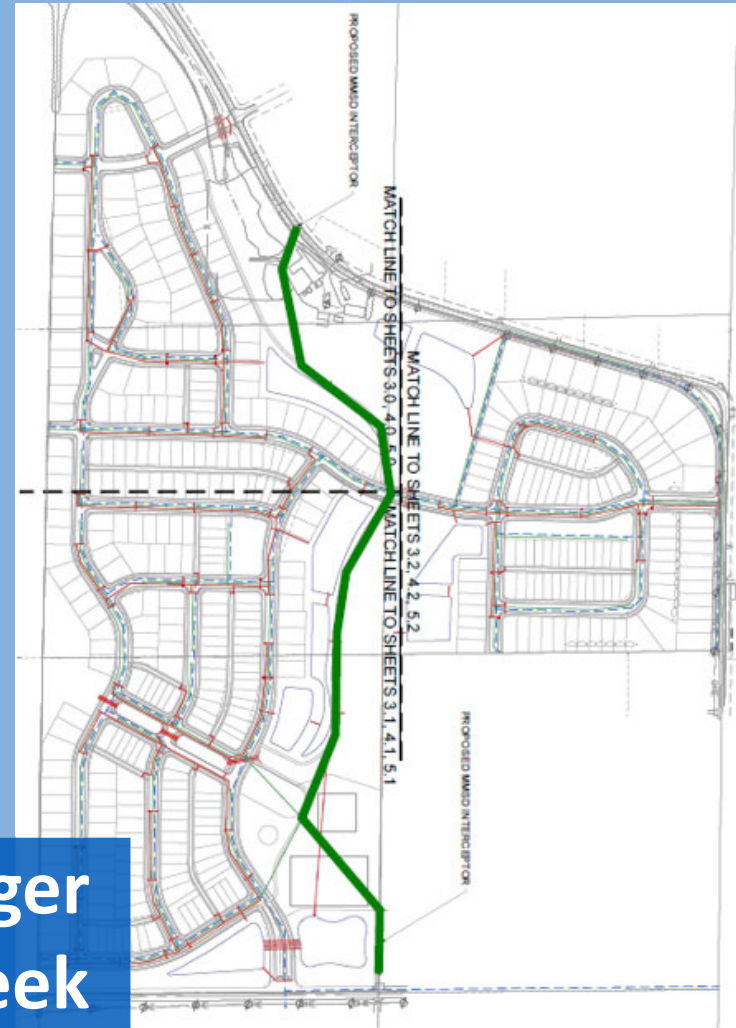 PROPOSED MMSD INTERCEPTOR
MATCH LINE TO SHEETS 3.0, 4.0, 5.0
MATCH LINE TO SHEETS 3.2, 4.2, 5.2
MATCH LINE TO SHEETS 3.1, 4.1, 5.1
PROPOSED MMSD INTERCEPTOR
ger
eek